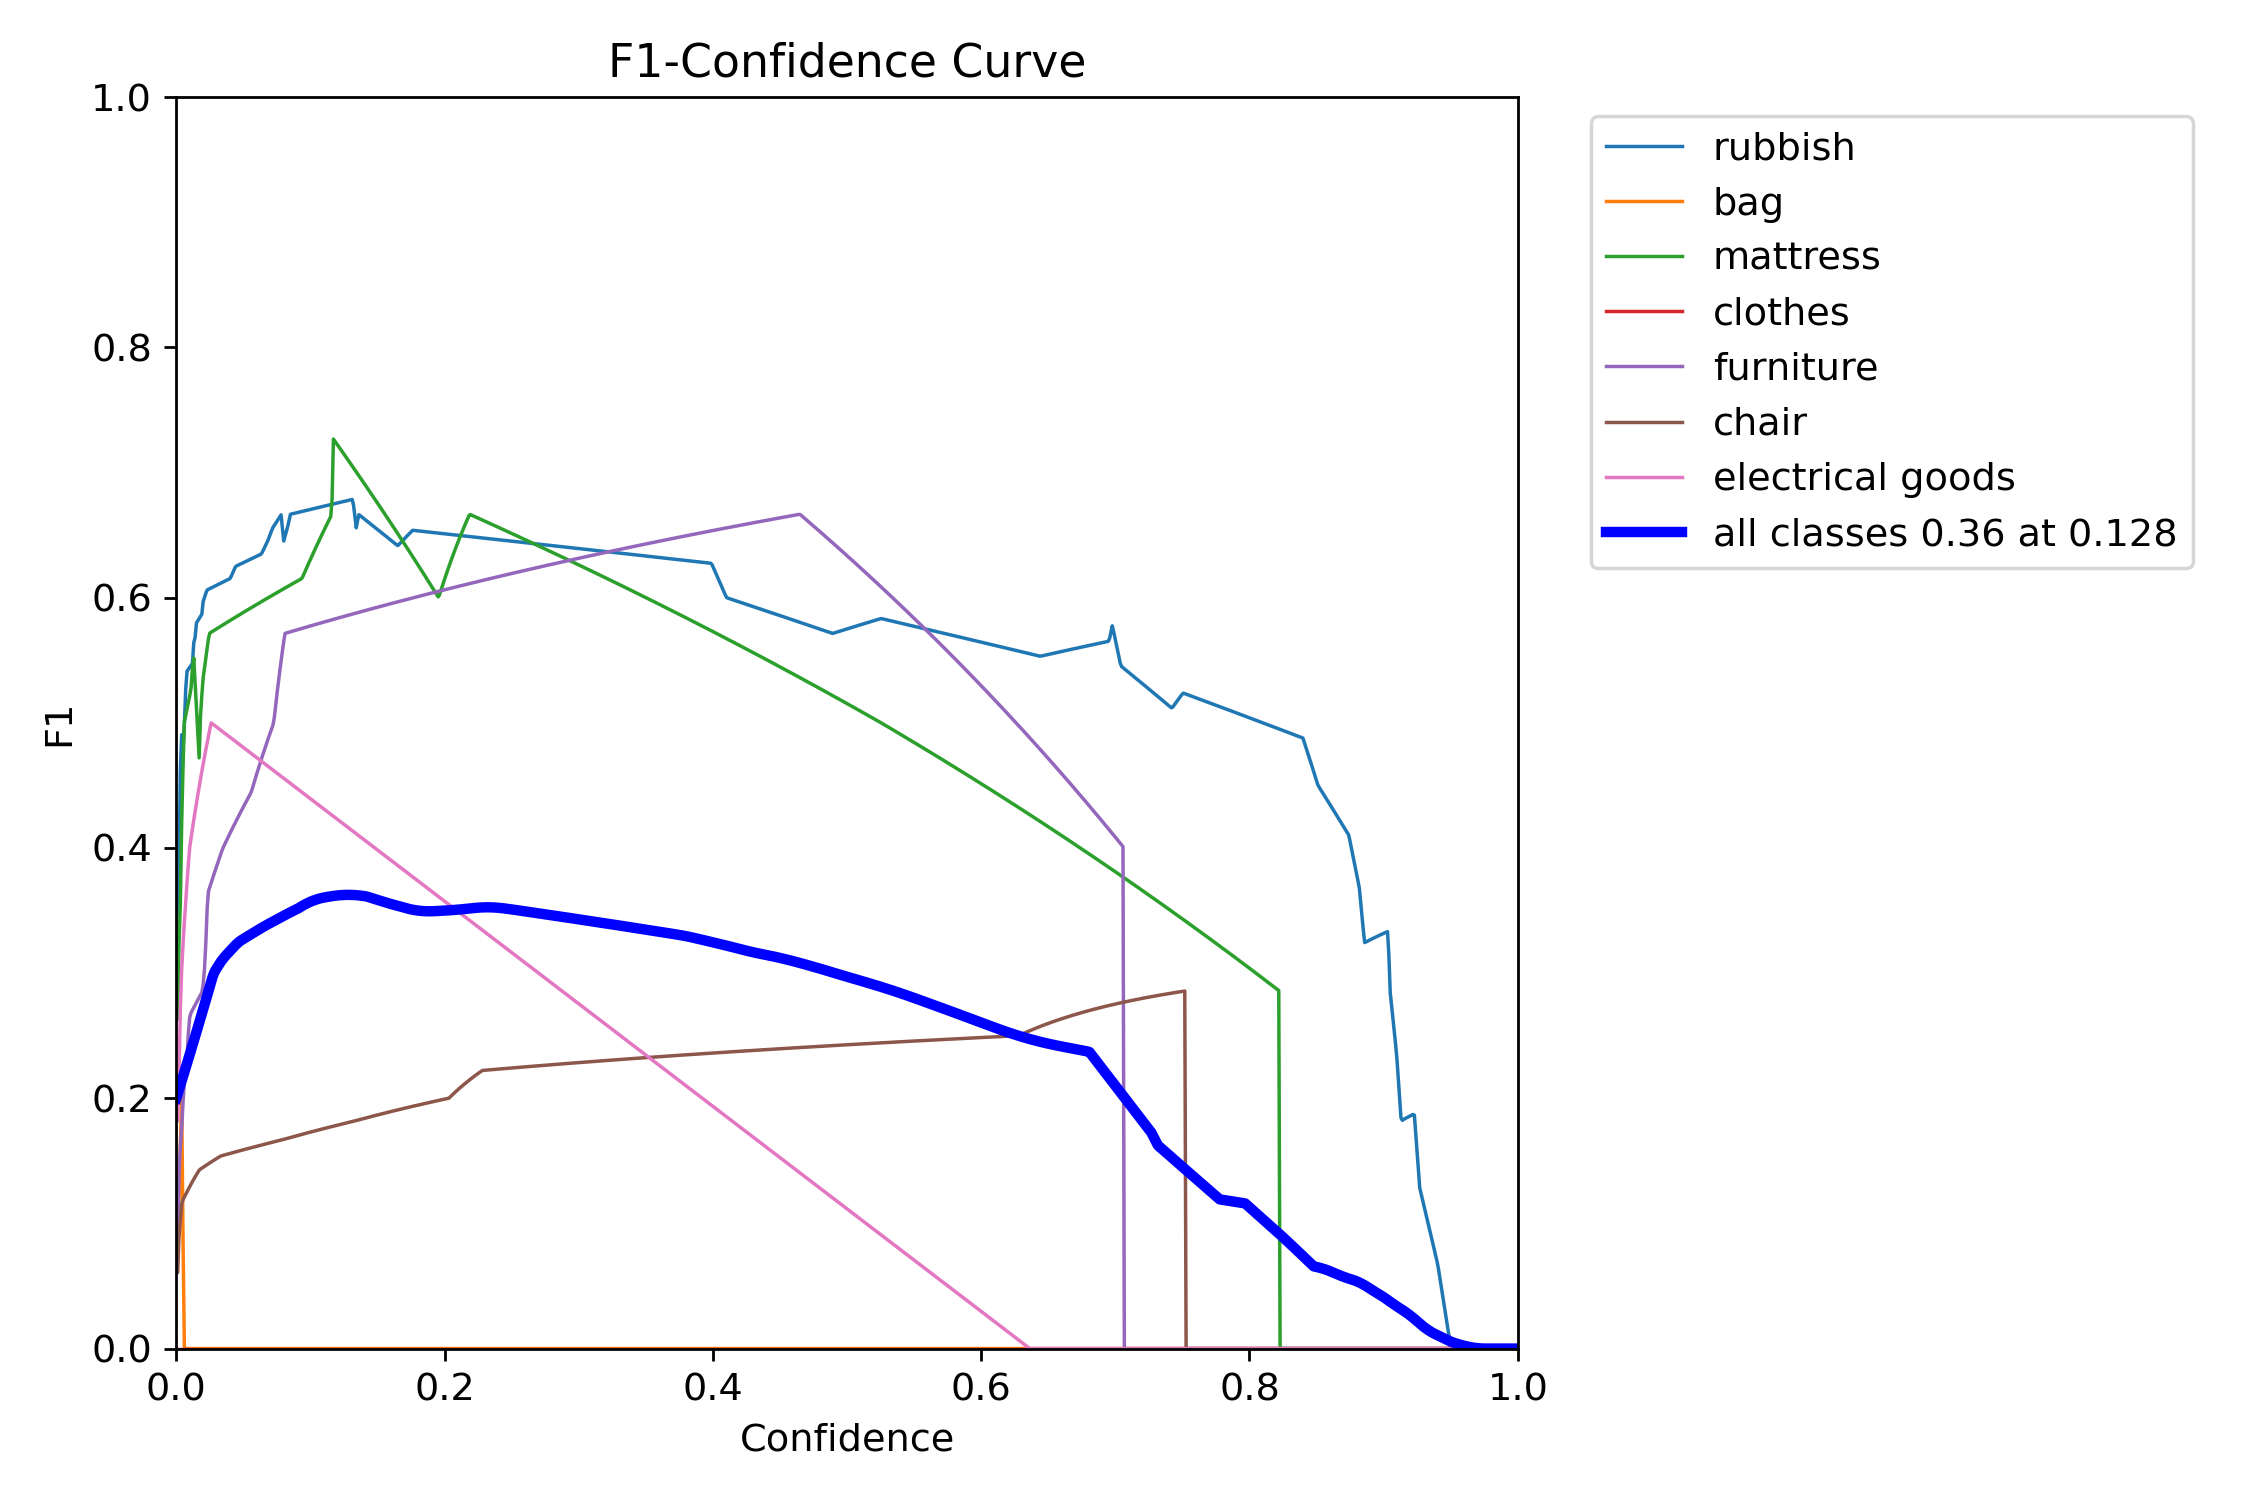 F1-Confidence Curve
1.0
0.8
0.6
0.4
0.2
0.0
F1
0.0 0.2 0.4 0.6 0.8 1.0
Confidence
rubbish
bag
mattress
clothes
furniture
chair
electrical goods
all classes 0.36 at 0.128